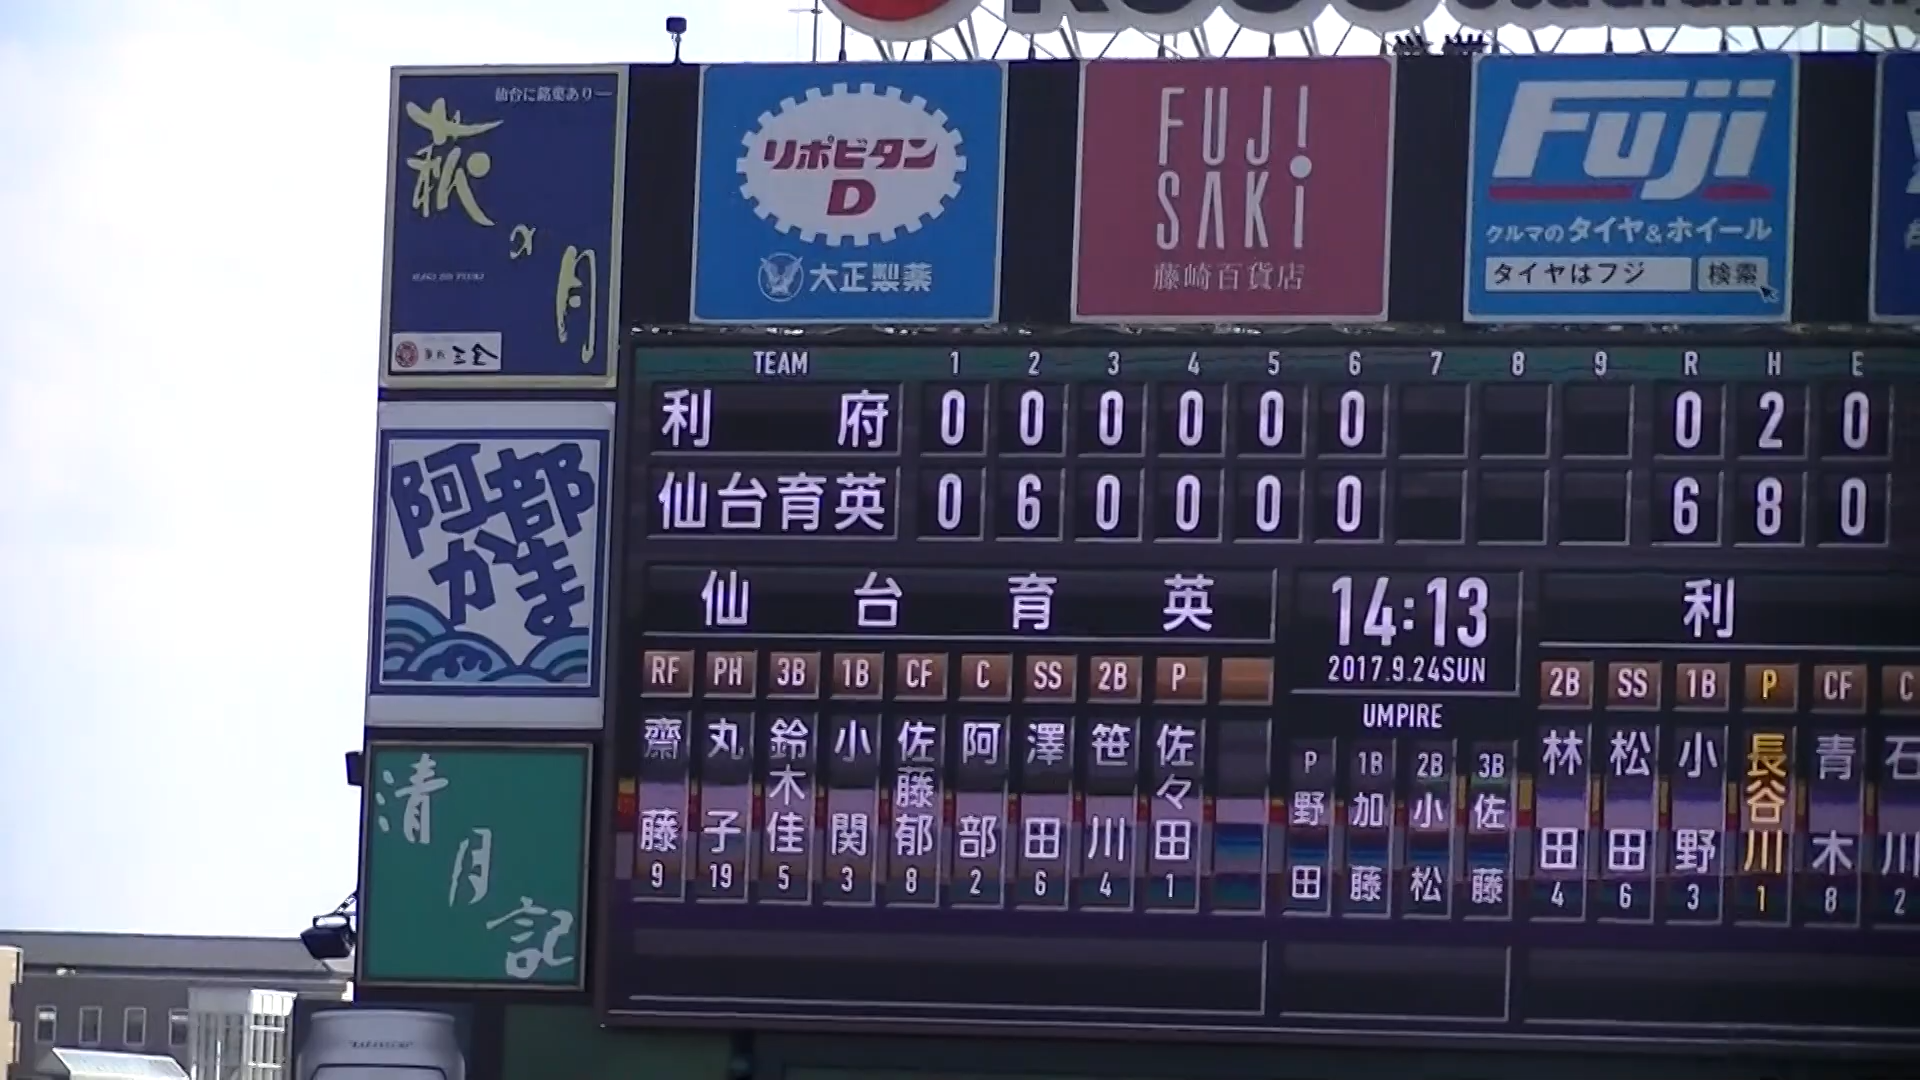 仙台に銘菓あり
萩の月
阿部かま
清月記
リポビタン
D
大正製薬
FUJI
SAKI
藤崎百貨店
Fuji
クルマのタイヤ&ホイール
タイヤはフジ 検索
TEAM 1 2 3 4 5 6 7 8 9 R H E
利府 0 0 0 0 0 0 0 2 0
仙台育英 0 6 0 0 0 0 6 8 0
仙台育英
RF PH 3B 1B CF C SS 2B P
齋藤 丸子 鈴木佳 小関 佐藤郁 阿部 澤田 笹川 佐々田
9 19 5 3 8 2 6 4 1
14:13
2017.9.24SUN
UMPIRE
P 1B 2B 3B
野田 加藤 小松 佐藤
利
2B SS 1B P CF C
林田 松田 小野 長谷川 青木 石川
4 6 3 1 8 2